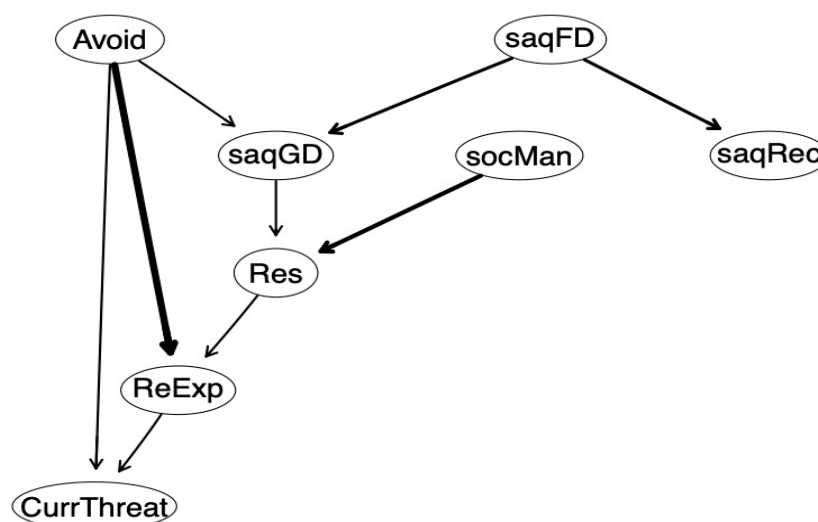 Avoid
saqFD
saqGD
socMan
saqRec
Res
ReExp
CurrThreat